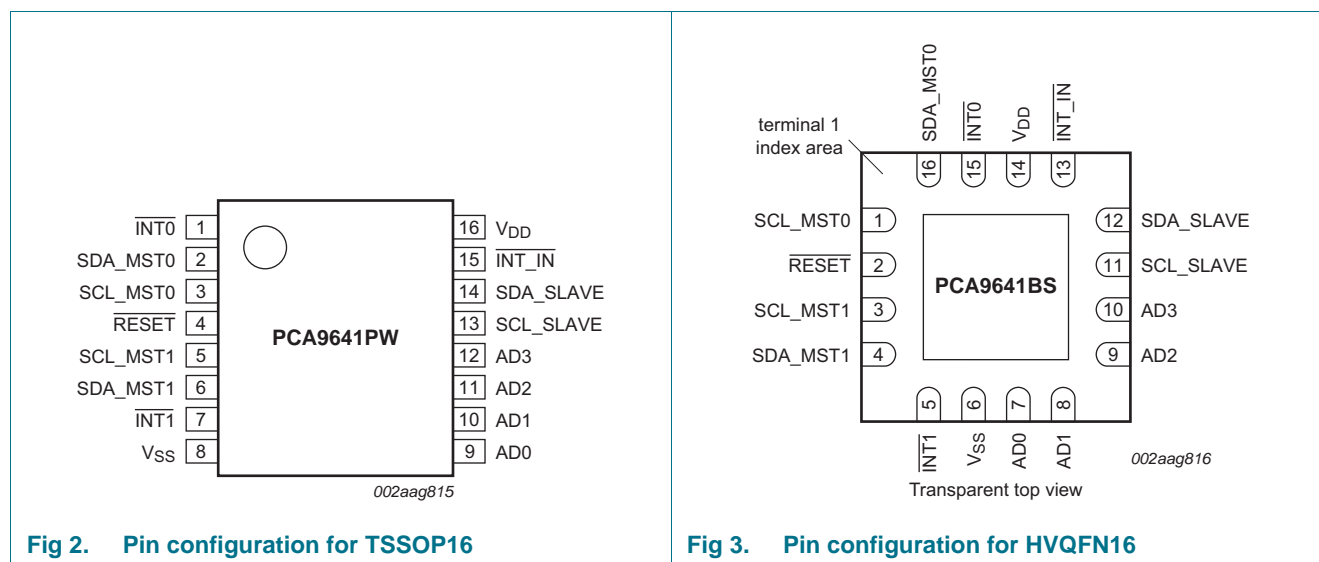 INT0 1
SDA_MST0 2
SCL_MST0 3
RESET 4
SCL_MST1 5
SDA_MST1 6
INT1 7
VSS 8
PCA9641PW
16 VDD
15 INT_IN
14 SDA_SLAVE
13 SCL_SLAVE
12 AD3
11 AD2
10 AD1
9 AD0
002aag815
Fig 2. Pin configuration for TSSOP16
terminal 1
index area
SDA_MST0
INT0
VDD
INT_IN
16 15 14 13
SCL_MST0 1
RESET 2
SCL_MST1 3
SDA_MST1 4
PCA9641BS
12 SDA_SLAVE
11 SCL_SLAVE
10 AD3
9 AD2
5 6 7 8
INT1
VSS
AD0
AD1
002aag816
Transparent top view
Fig 3. Pin configuration for HVQFN16